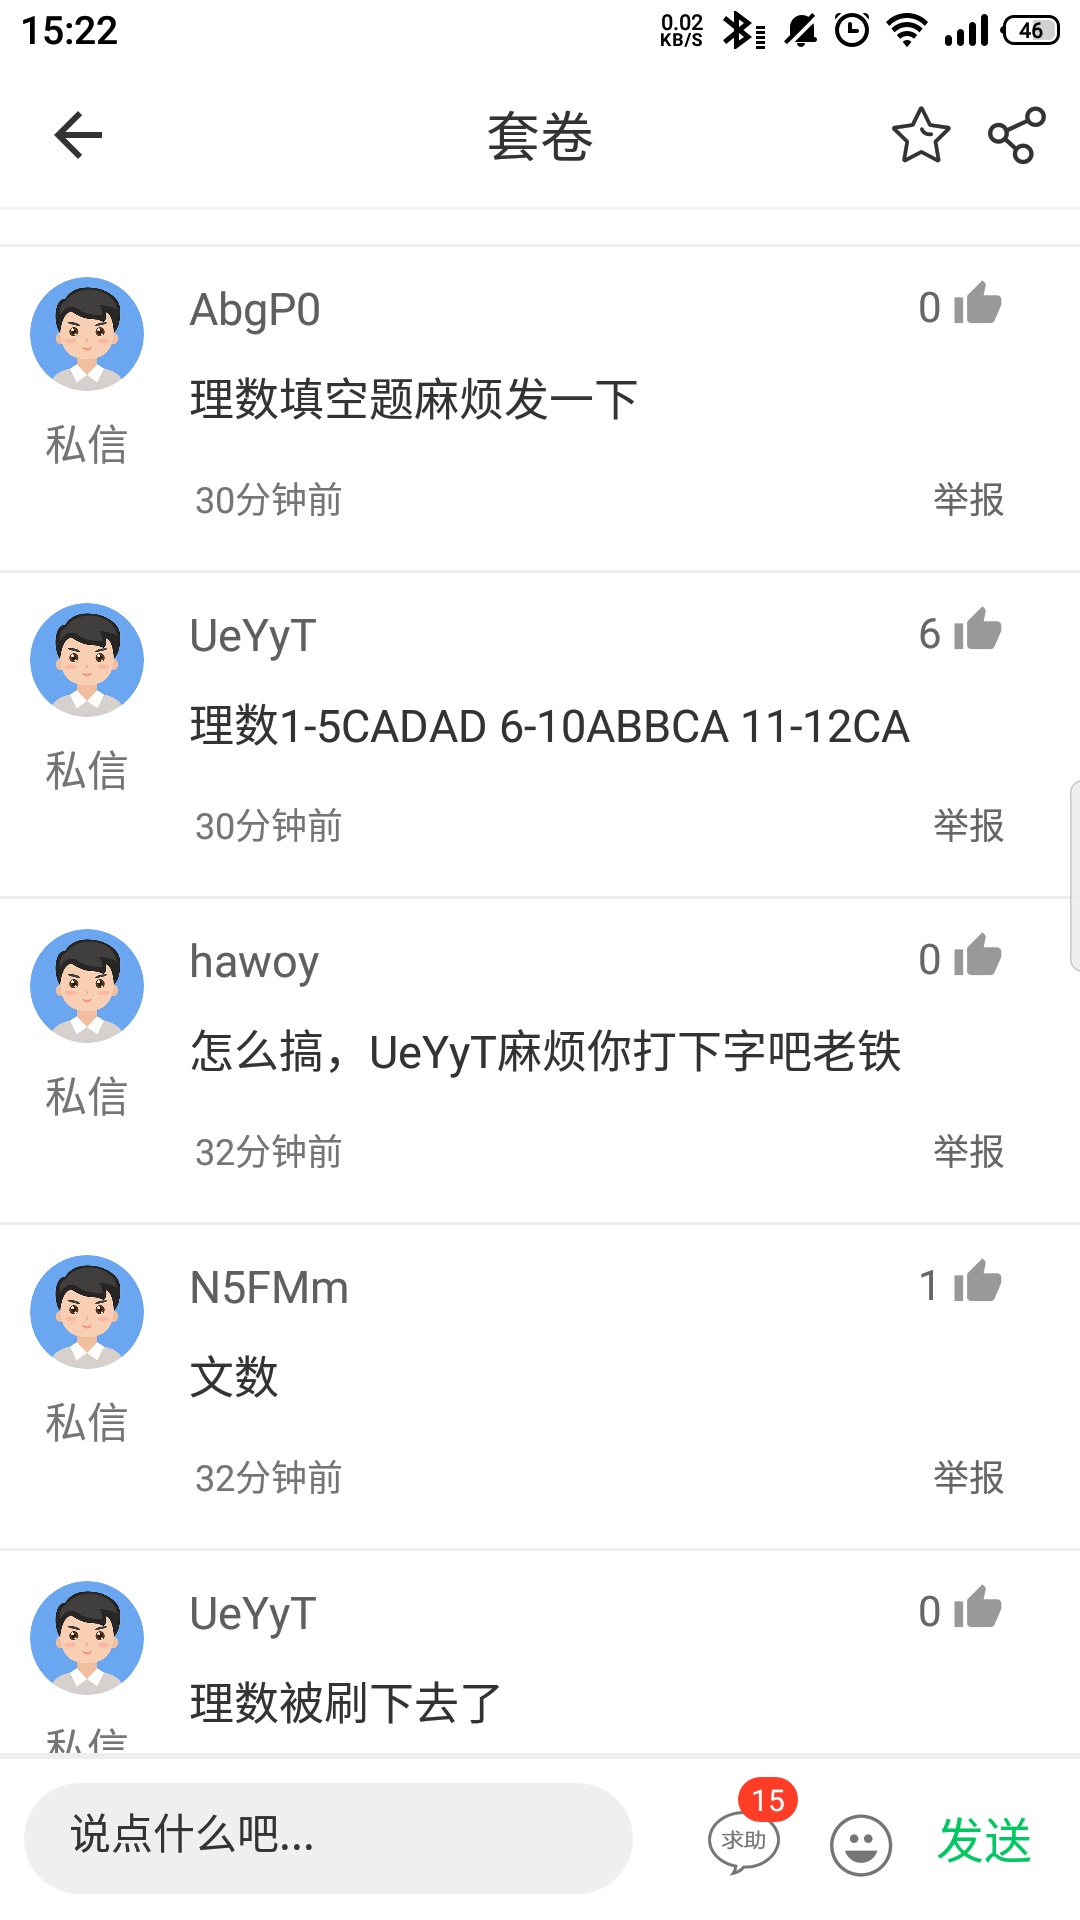 15:22
0.02
KB/S
46
套卷
AbgP0
0
理数填空题麻烦发一下
私信
30分钟前
举报
UeYyT
6
理数1-5CADAD 6-10ABBCA 11-12CA
私信
30分钟前
举报
hawoy
0
怎么搞，UeYyT麻烦你打下字吧老铁
私信
32分钟前
举报
N5FMm
1
文数
私信
32分钟前
举报
UeYyT
0
理数被刷下去了
私信
说点什么吧...
15
求助
发送